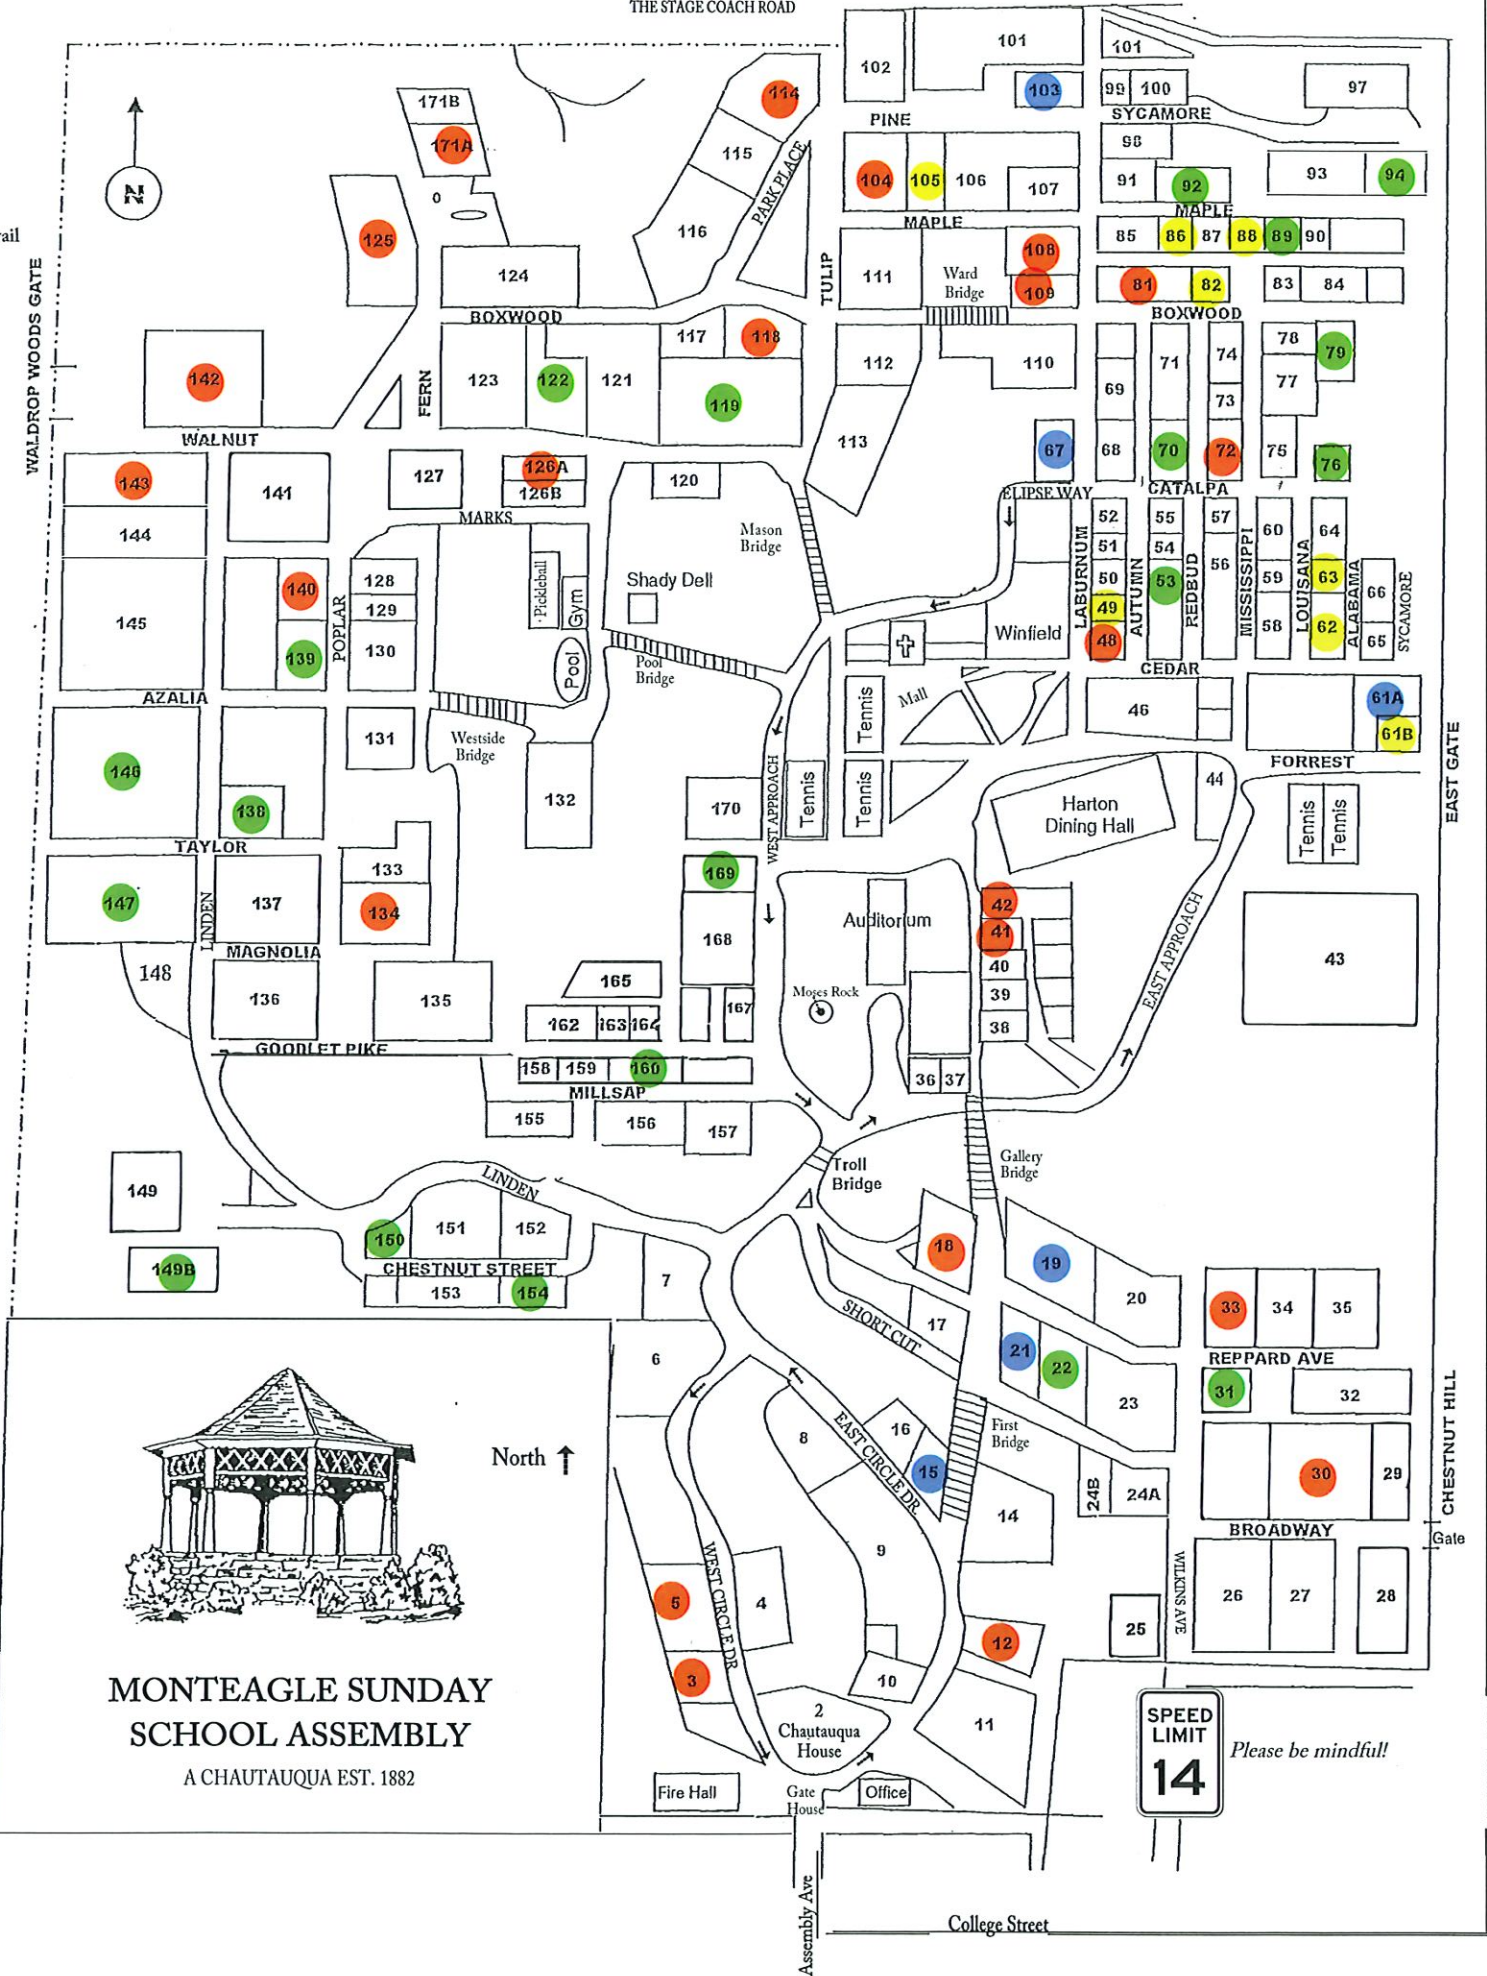 THE STAGE COACH ROAD
101
102
101
103
99
100
97
171B
114
PINE
SYCAMORE
171A
98
115
PARK PLACE
104
105
106
107
91
92
93
94
N
O
MAPLE
MAPLE
ail
125
116
85
86
87
88
89
90
124
TULIP
111
Ward
Bridge
108
109
81
82
83
84
WALDROP WOODS GATE
BOXWOOD
BOXWOOD
117
118
112
110
71
74
78
79
142
FERN
123
122
121
119
69
73
77
WALNUT
113
67
68
70
72
75
76
143
141
127
126A
126B
120
ELIPSE WAY
CATALPA
MARKS
144
Mason
Bridge
52
55
57
60
64
51
54
LABURNUM
AUTUMN
REDBUD
MISSISSIPPI
LOUISANA
ALABAMA
SYCAMORE
Pickleball
Gym
Shady Dell
140
128
50
53
56
59
63
66
129
49
145
POPLAR
139
130
Winfield
48
58
62
65
Pool
Pool
Bridge
CEDAR
AZALIA
Tennis
Mall
46
61A
61B
131
Westside
Bridge
FORREST
EAST GATE
146
WEST APPROACH
Tennis
Tennis
44
138
132
170
Harton
Dining Hall
Tennis
Tennis
TAYLOR
133
169
147
LINDEN
137
134
42
Auditorium
41
168
EAST APPROACH
MAGNOLIA
43
148
40
136
135
165
Moses Rock
39
162
163
164
167
38
GOODLET PIKE
158
159
160
36
37
MILLSAP
155
156
157
Troll
Bridge
Gallery
Bridge
149
LINDEN
151
152
150
18
19
149B
CHESTNUT STREET
153
154
7
20
33
34
35
SHORT CUT
17
6
21
22
REPPARD AVE
31
32
23
CHESTNUT HILL
EAST CIRCLE DR.
16
First
Bridge
8
North
15
24B
24A
30
29
14
BROADWAY
Gate
9
WEST CIRCLE DR
WILKINS AVE
5
4
26
27
28
25
12
3
10
MONTEAGLE SUNDAY
SCHOOL ASSEMBLY
A CHAUTAUQUA EST. 1882
2
Chautauqua
House
11
SPEED
LIMIT
14
Please be mindful!
Fire Hall
Gate
House
Office
Assembly Ave
College Street